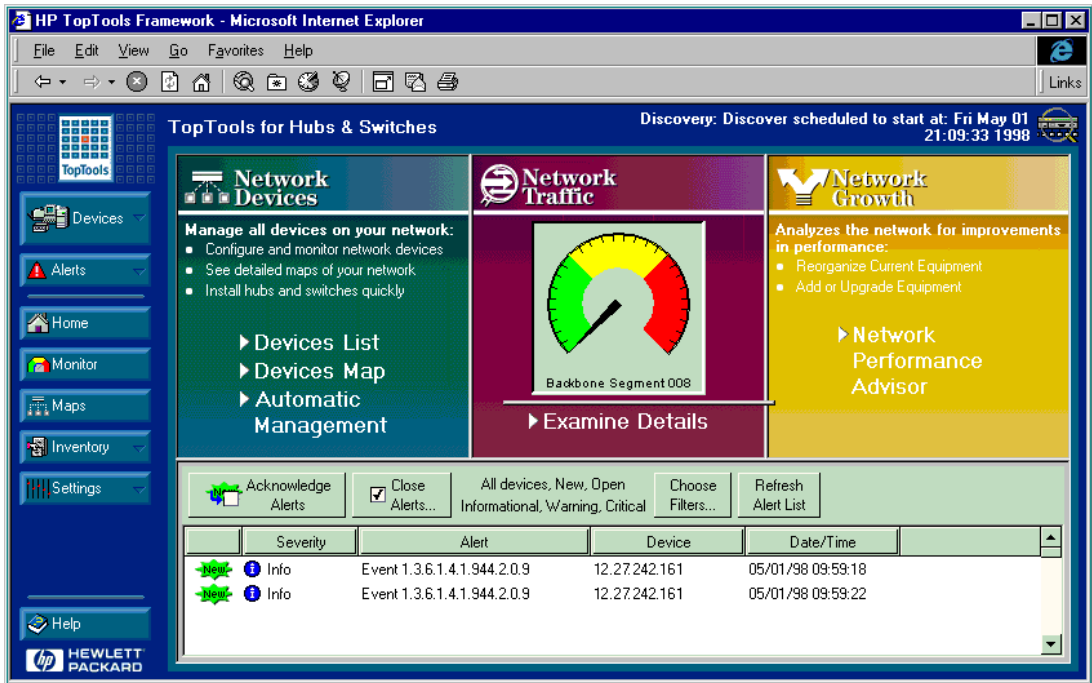 HP TopTools Framework - Microsoft Internet Explorer
File Edit View Go Favorites Help
Links
TopTools
TopTools for Hubs & Switches
Discovery: Discover scheduled to start at: Fri May 01
21:09:33 1998
Devices
Alerts
Home
Monitor
Maps
Inventory
Settings
Help
HEWLETT
PACKARD
hp
Network
Devices
Manage all devices on your network:
Configure and monitor network devices
See detailed maps of your network
Install hubs and switches quickly
Devices List
Devices Map
Automatic
Management
Network
Traffic
Backbone Segment 008
Examine Details
Network
Growth
Analyzes the network for improvements
in performance:
Reorganize Current Equipment
Add or Upgrade Equipment
Network
Performance
Advisor
Acknowledge
Alerts
Close
Alerts...
All devices, New, Open
Informational, Warning, Critical
Choose
Filters...
Refresh
Alert List
Severity Alert Device Date/Time
New Info Event 1.3.6.1.4.1.944.2.0.9 12.27.242.161 05/01/98 09:59:18
New Info Event 1.3.6.1.4.1.944.2.0.9 12.27.242.161 05/01/98 09:59:22